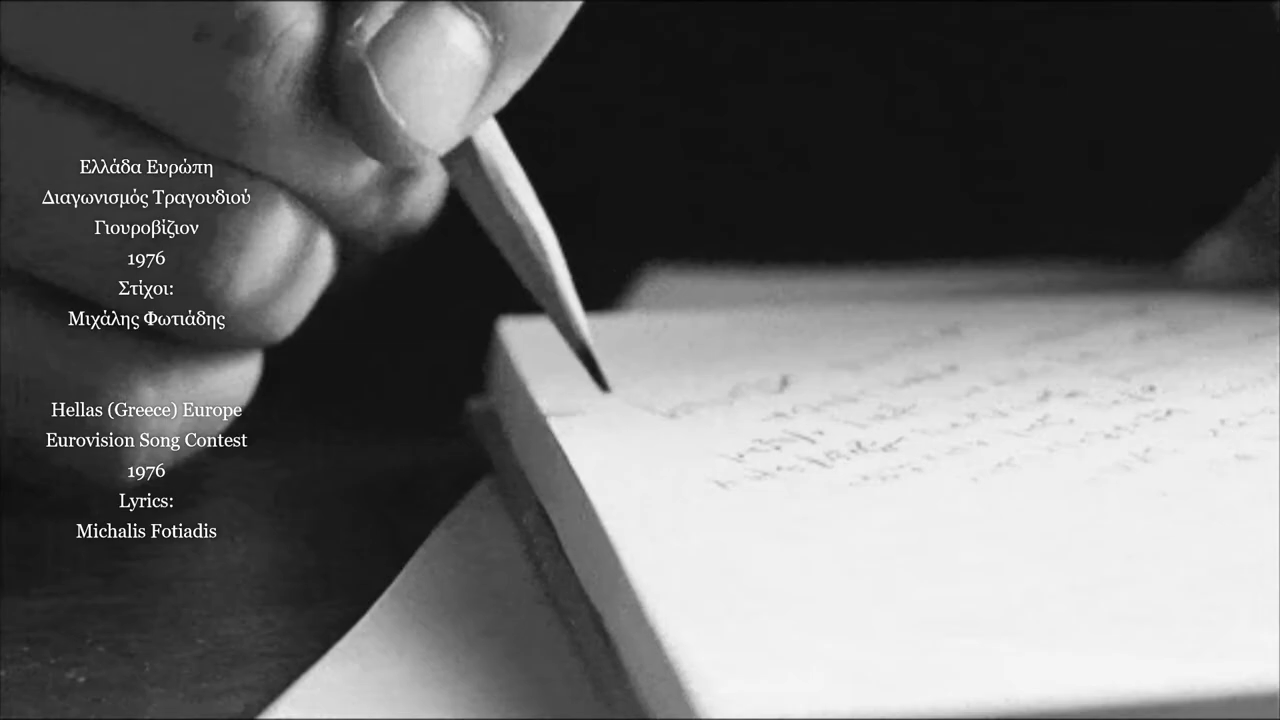 Ελλάδα Ευρώπη
Διαγωνισμός Τραγουδιού
Γιουροβίζιον
1976
Στίχοι:
Μιχάλης Φωτιάδης
Hellas (Greece) Europe
Eurovision Song Contest
1976
Lyrics:
Michalis Fotiadis